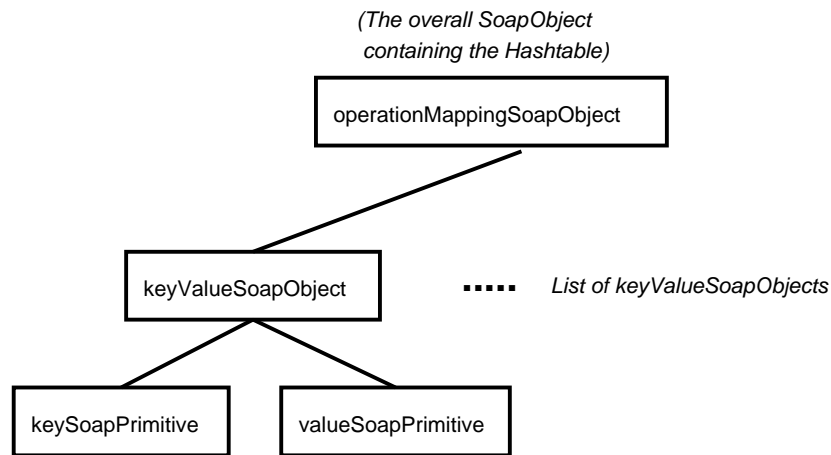 (The overall SoapObject
containing the Hashtable)
operationMappingSoapObject
keyValueSoapObject
List of keyValueSoapObjects
keySoapPrimitive
valueSoapPrimitive